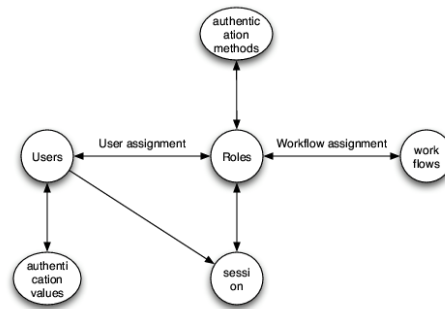 authentic
ation
methods
User assignment
Workflow assignment
Users
Roles
work
flows
authenti
cation
values
sessi
on